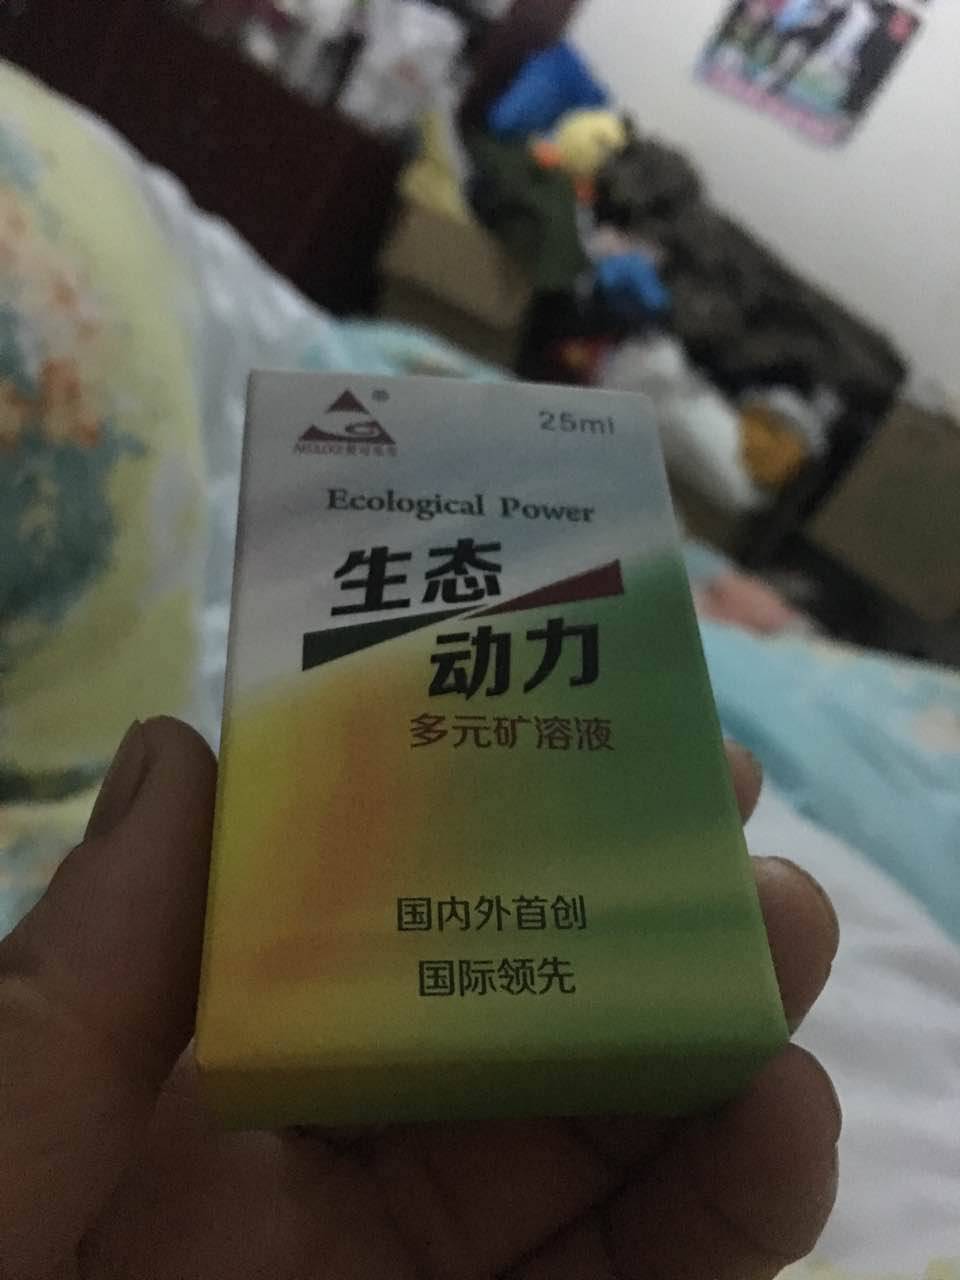 25ml
Ecological Power
生态
动力
多元矿溶液
国内外首创
国际领先